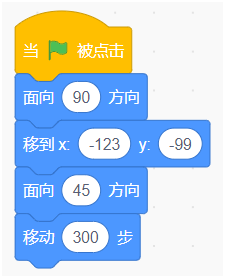 当 被点击
面向 90 方向
移到 x: -123 y: -99
面向 45 方向
移动 300 步